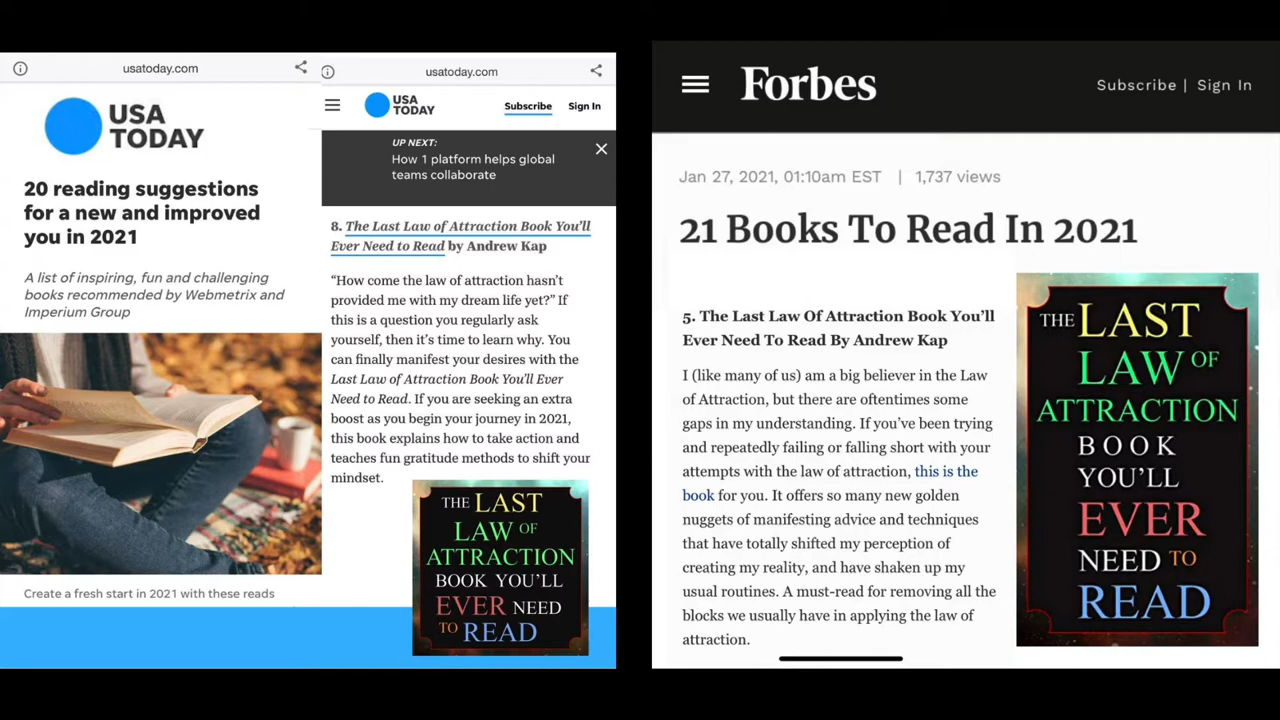 usatoday.com
USA
TODAY
20 reading suggestions
for a new and improved
you in 2021
A list of inspiring, fun and challenging
books recommended by Webmetrix and
Imperium Group
Create a fresh start in 2021 with these reads
usatoday.com
USA
TODAY
Subscribe
Sign In
UP NEXT:
How 1 platform helps global
teams collaborate
8. The Last Law of Attraction Book You'll
Ever Need to Read by Andrew Kap
“How come the law of attraction hasn’t
provided me with my dream life yet?” If
this is a question you regularly ask
yourself, then it’s time to learn why. You
can finally manifest your desires with the
Last Law of Attraction Book You’ll Ever
Need to Read. If you are seeking an extra
boost as you begin your journey in 2021,
this book explains how to take action and
teaches fun gratitude methods to shift your
mindset.
THE LAST
LAW OF
ATTRACTION
BOOK YOU'LL
EVER NEED
TO READ
Forbes
Subscribe | Sign In
Jan 27, 2021, 01:10am EST | 1,737 views
21 Books To Read In 2021
5. The Last Law Of Attraction Book You’ll
Ever Need To Read By Andrew Kap
I (like many of us) am a big believer in the Law
of Attraction, but there are oftentimes some
gaps in my understanding. If you’ve been trying
and repeatedly failing or falling short with your
attempts with the law of attraction, this is the
book for you. It offers so many new golden
nuggets of manifesting advice and techniques
that have totally shifted my perception of
creating my reality, and have shaken up my
usual routines. A must-read for removing all the
blocks we usually have in applying the law of
attraction.
THE LAST
LAW OF
ATTRACTION
BOOK
YOU'LL
EVER
NEED TO
READ